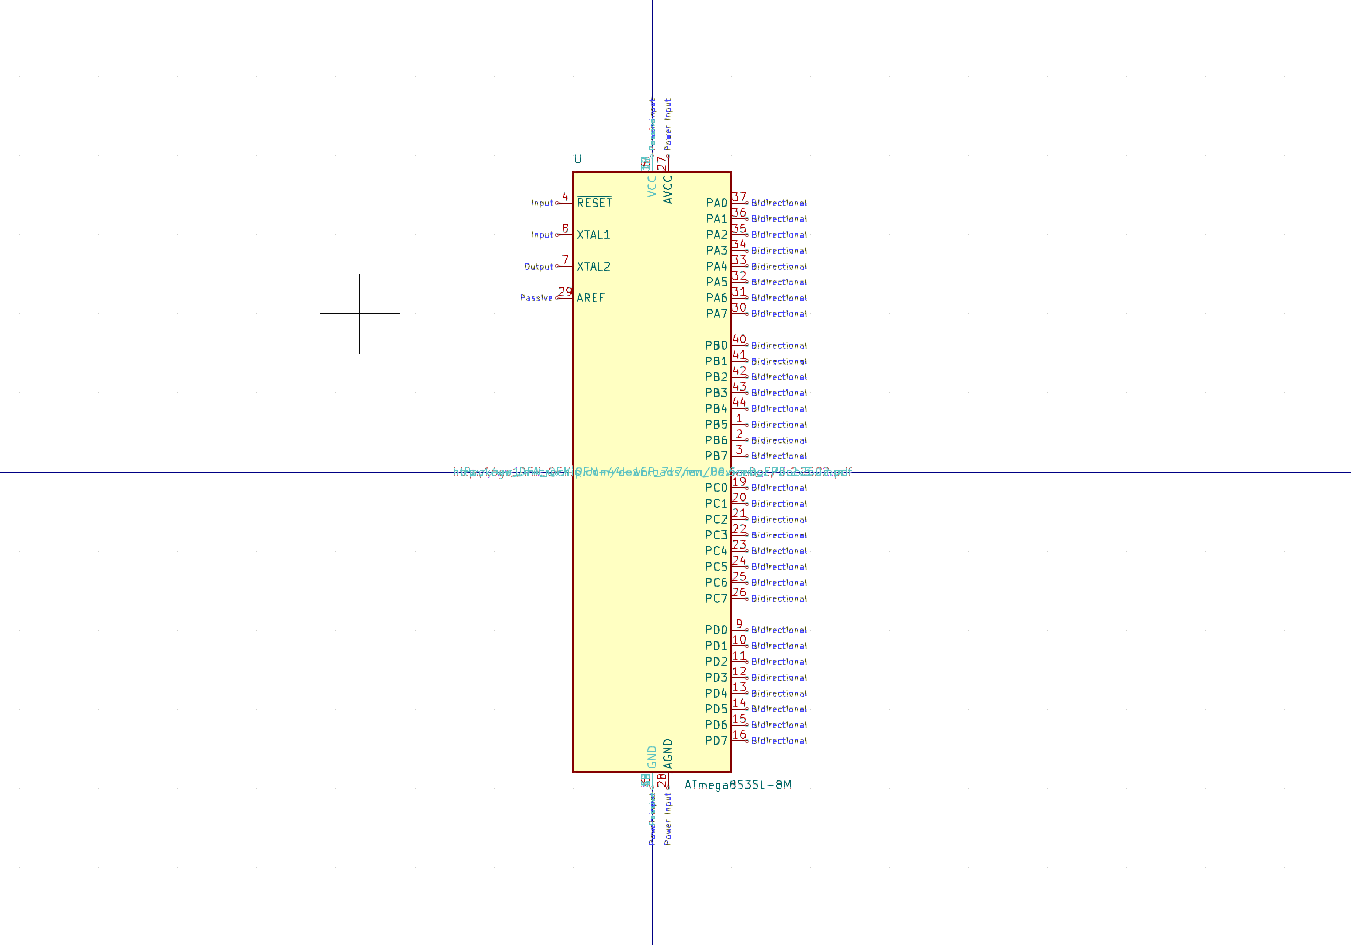 Power Input
U
27
VCC
AVCC
Input 4 RESET
PA0 37 Bidirectional
PA1 36 Bidirectional
Input XTAL1
PA2 35 Bidirectional
PA3 34 Bidirectional
Output 7 XTAL2
PA4 33 Bidirectional
PA5 32 Bidirectional
Passive 29 AREF
PA6 31 Bidirectional
PA7 30 Bidirectional
PB0 40 Bidirectional
PB1 41 Bidirectional
PB2 42 Bidirectional
PB3 43 Bidirectional
PB4 44 Bidirectional
PB5 1 Bidirectional
PB6 2 Bidirectional
PB7 3 Bidirectional
PC0 19 Bidirectional
PC1 20 Bidirectional
PC2 21 Bidirectional
PC3 22 Bidirectional
PC4 23 Bidirectional
PC5 24 Bidirectional
PC6 25 Bidirectional
PC7 26 Bidirectional
PD0 9 Bidirectional
PD1 10 Bidirectional
PD2 11 Bidirectional
PD3 12 Bidirectional
PD4 13 Bidirectional
PD5 14 Bidirectional
PD6 15 Bidirectional
PD7 16 Bidirectional
GND
AGND
28
ATmega8535L-8M
Power Input